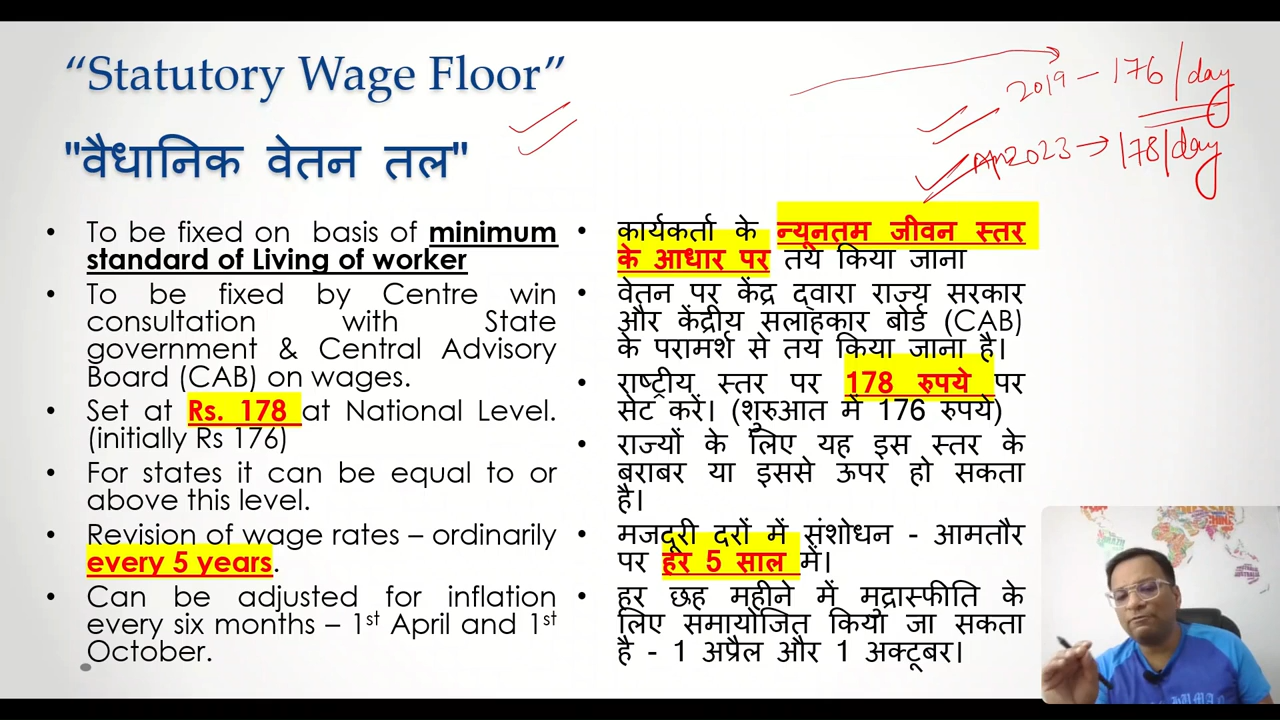 “Statutory Wage Floor”
"वैधानिक वेतन तल"
2019 - 176/day
2023 → 178/day
• To be fixed on basis of minimum
standard of Living of worker
• To be fixed by Centre win
consultation with State
government & Central Advisory
Board (CAB) on wages.
• Set at Rs. 178 at National Level.
(initially Rs 176)
• For states it can be equal to or
above this level.
• Revision of wage rates – ordinarily
every 5 years.
• Can be adjusted for inflation
every six months – 1st April and 1st
October.
• कार्यकर्ता के न्यूनतम जीवन स्तर
के आधार पर तय किया जाना
• वेतन पर केंद्र द्वारा राज्य सरकार
और केंद्रीय सलाहकार बोर्ड (CAB)
के परामर्श से तय किया जाना है।
• राष्ट्रीय स्तर पर 178 रुपये पर
सेट करें। (शुरुआत में 176 रुपये)
• राज्यों के लिए यह इस स्तर के
बराबर या इससे ऊपर हो सकता
है।
• मजदूरी दरों में संशोधन - आमतौर
पर हर 5 साल में।
• हर छह महीने में मुद्रास्फीति के
लिए समायोजित किया जा सकता
है - 1 अप्रैल और 1 अक्टूबर।